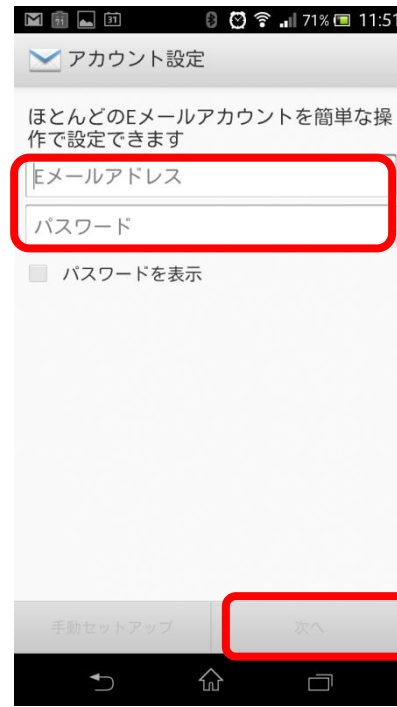 31 71% 11:51
アカウント設定
ほとんどのEメールアカウントを簡単な操
作で設定できます
Eメールアドレス
パスワード
パスワードを表示
手動セットアップ 次へ